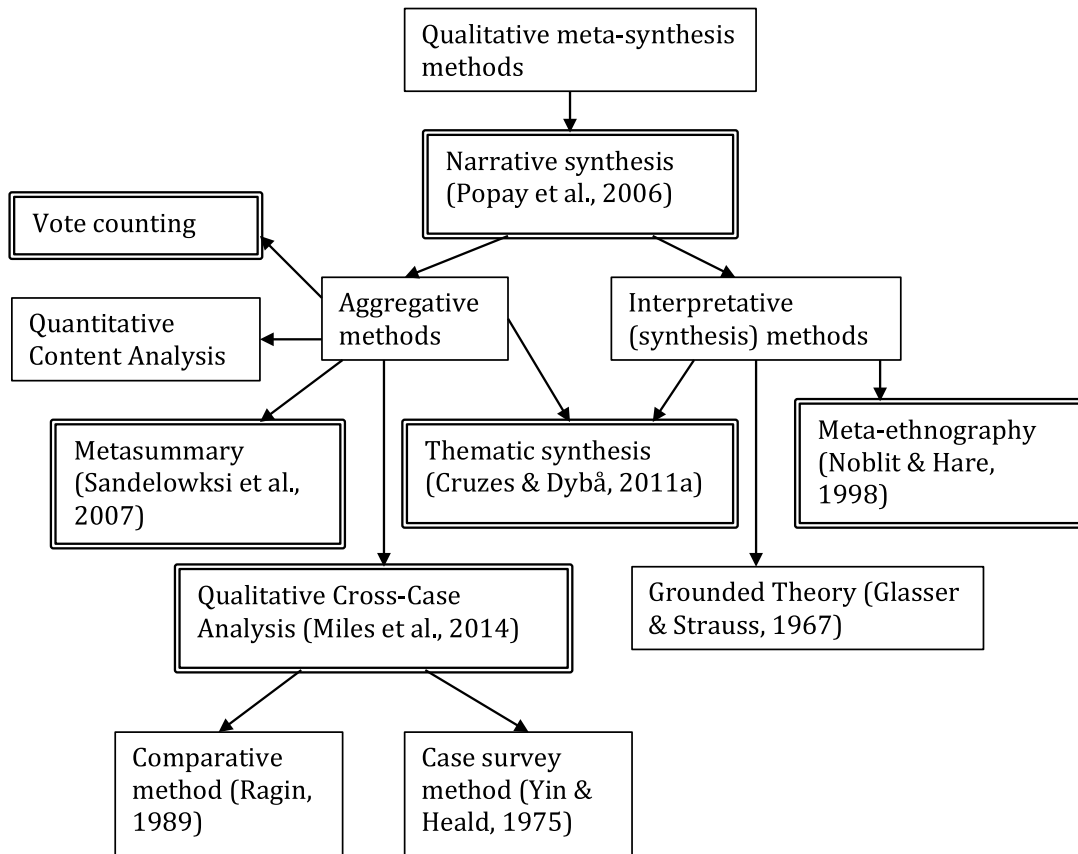 Qualitative meta-synthesis
methods
Narrative synthesis
(Popay et al., 2006)
Vote counting
Aggregative
methods
Interpretative
(synthesis) methods
Quantitative
Content Analysis
Metasummary
(Sandelowksi et al.,
2007)
Thematic synthesis
(Cruzes & Dybå, 2011a)
Meta-ethnography
(Noblit & Hare,
1998)
Qualitative Cross-Case
Analysis (Miles et al., 2014)
Grounded Theory (Glasser
& Strauss, 1967)
Comparative
method (Ragin,
1989)
Case survey
method (Yin &
Heald, 1975)